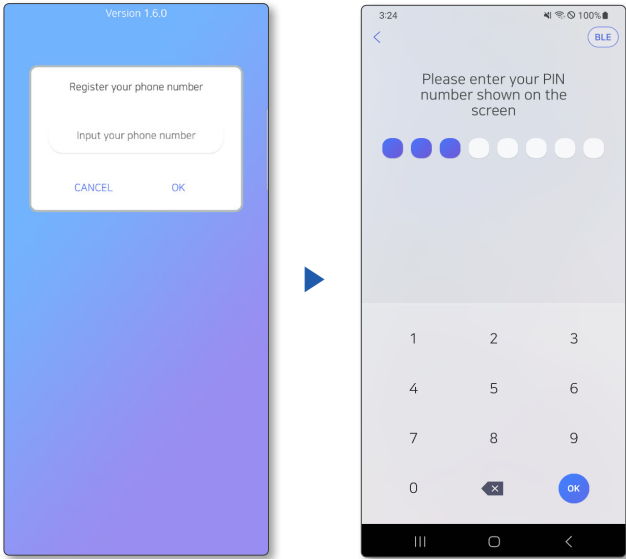 Version 1.6.0
Register your phone number
Input your phone number
CANCEL OK
3:24 100%
BLE
Please enter your PIN
number shown on the
screen
1 2 3
4 5 6
7 8 9
0 OK